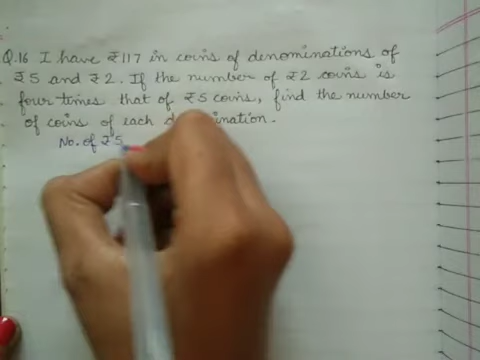 Q.16 I have ₹117 in coins of denominations of
₹5 and ₹2. If the number of ₹2 coins is
four times that of ₹5 coins, find the number
of coins of each
No. of ₹5